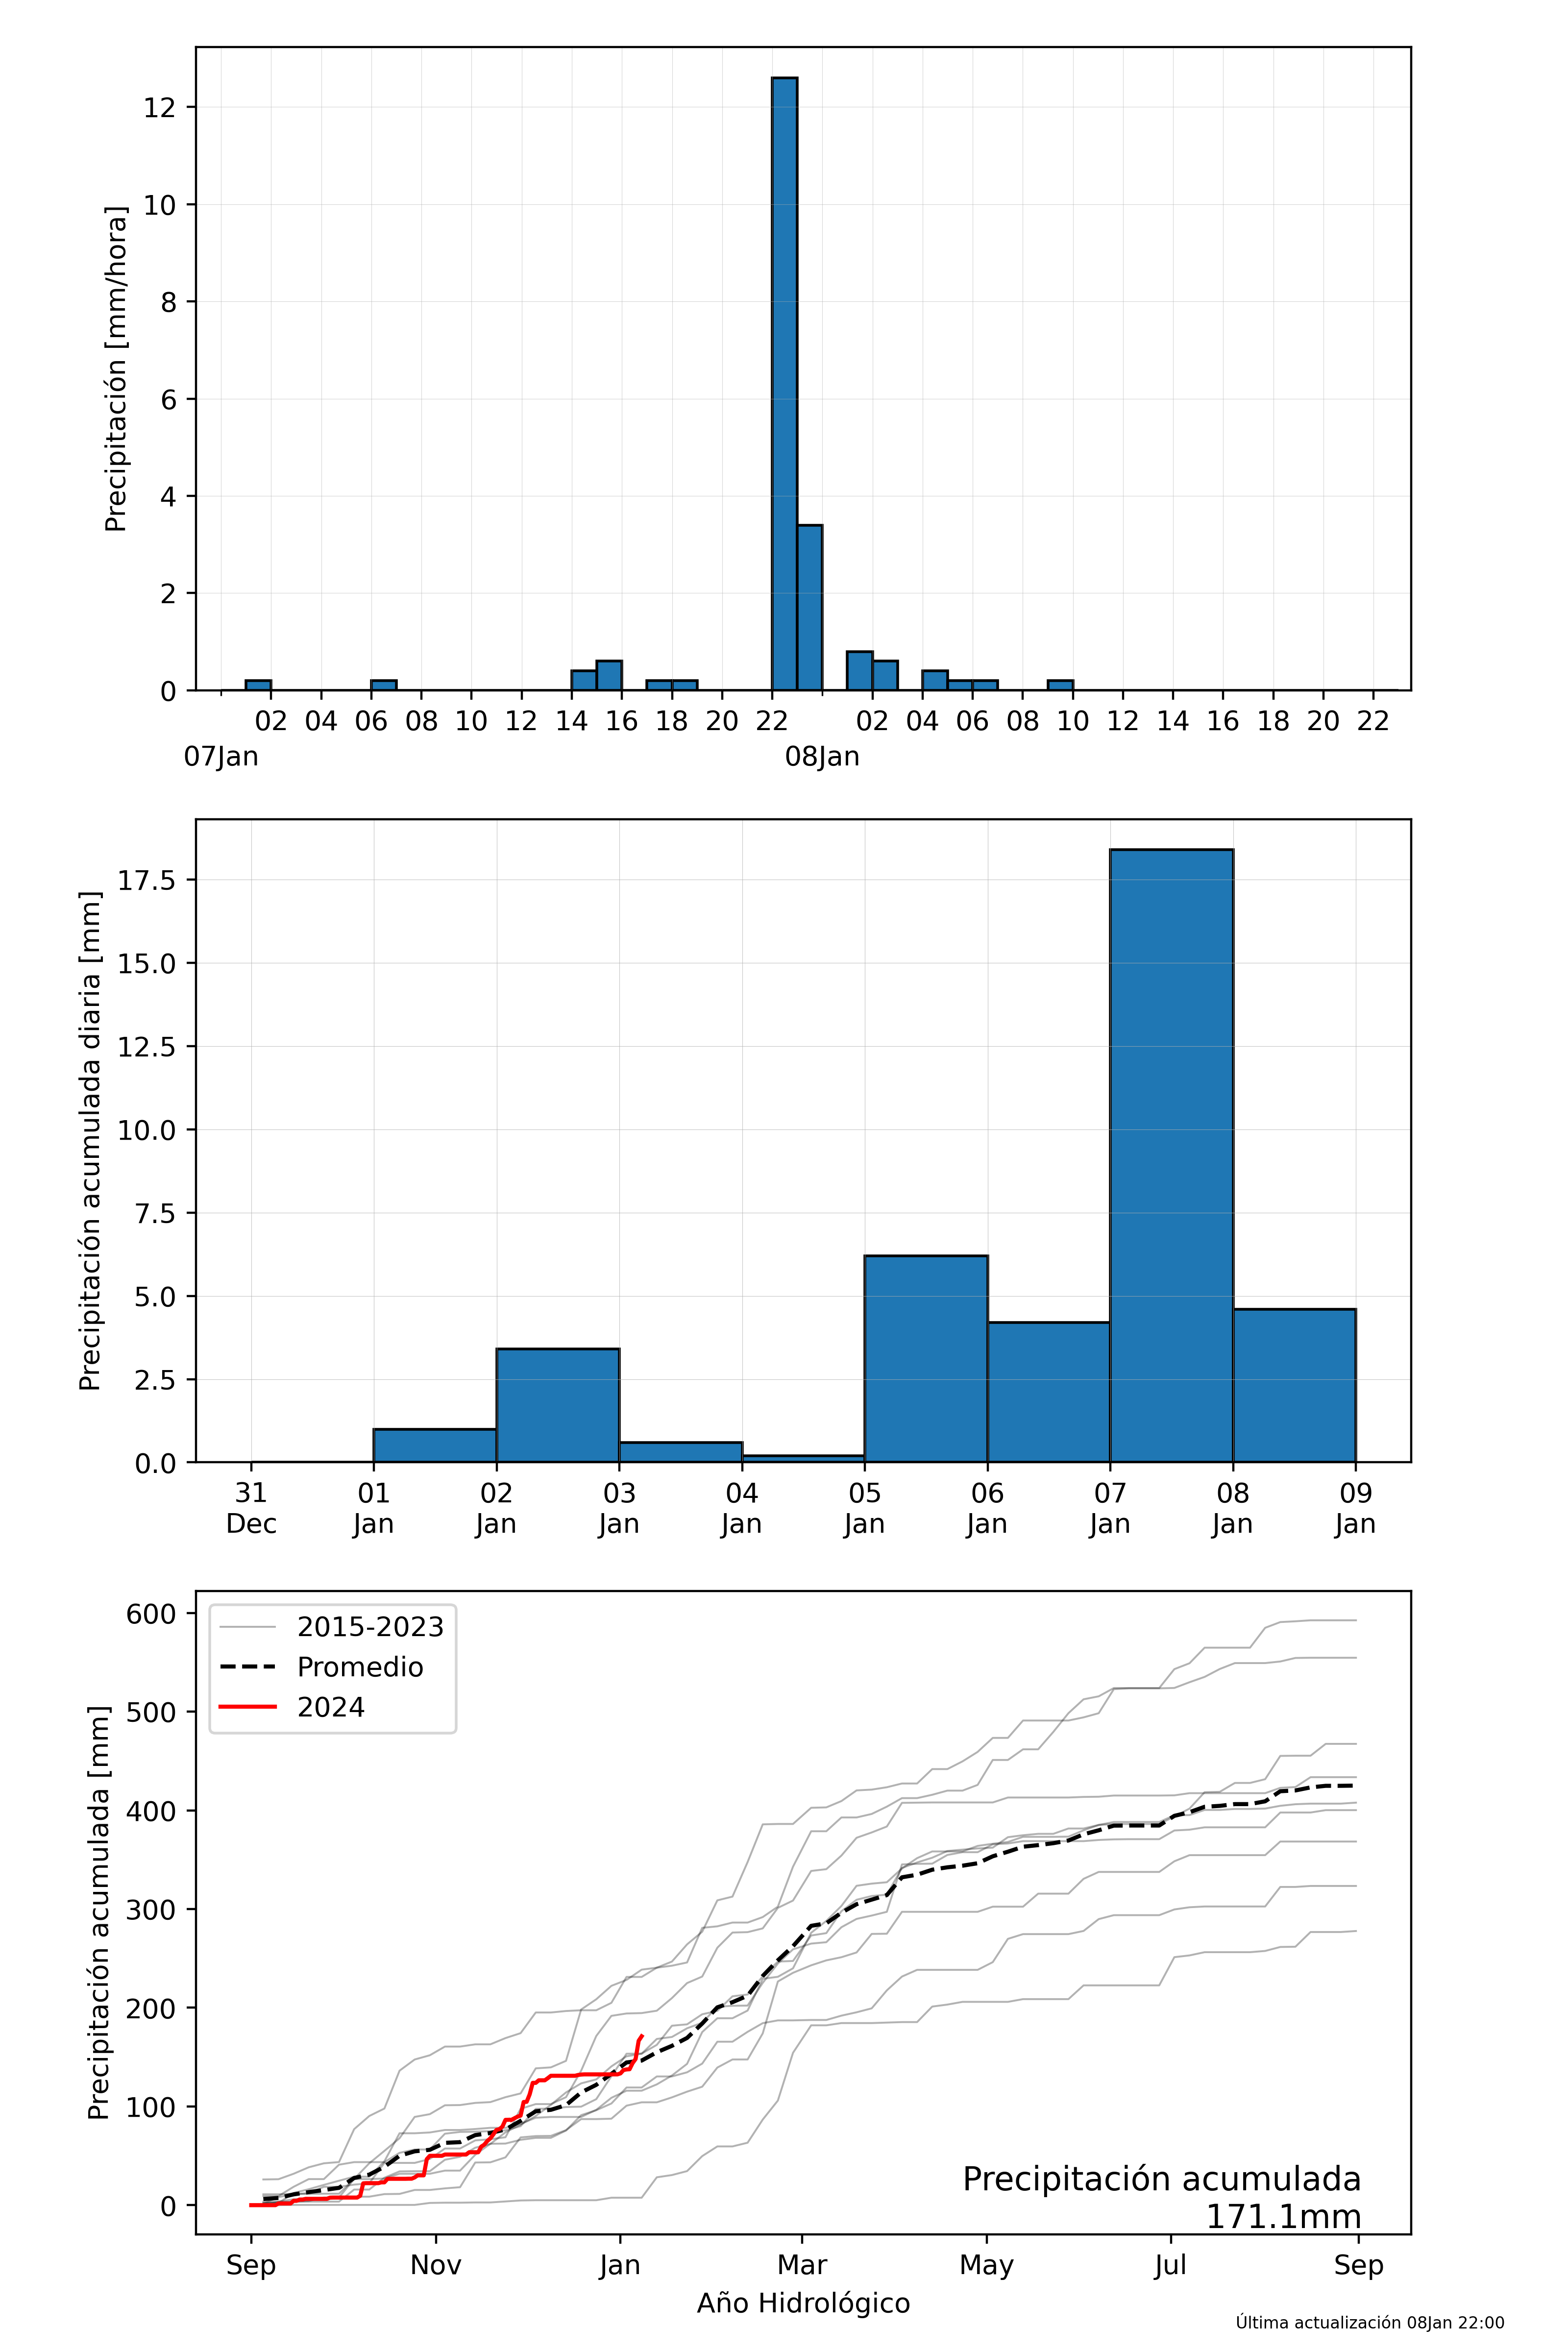 Precipitación [mm/hora]
12
10
8
6
4
2
0
02 04 06 08 10 12 14 16 18 20 22 02 04 06 08 10 12 14 16 18 20 22
07Jan 08Jan
Precipitación acumulada diaria [mm]
17.5
15.0
12.5
10.0
7.5
5.0
2.5
0.0
31 01 02 03 04 05 06 07 08 09
Dec Jan Jan Jan Jan Jan Jan Jan Jan Jan
Precipitación acumulada [mm]
600
500
400
300
200
100
0
2015-2023
Promedio
2024
Precipitación acumulada
171.1mm
Sep Nov Jan Mar May Jul Sep
Año Hidrológico
Última actualización 08Jan 22:00